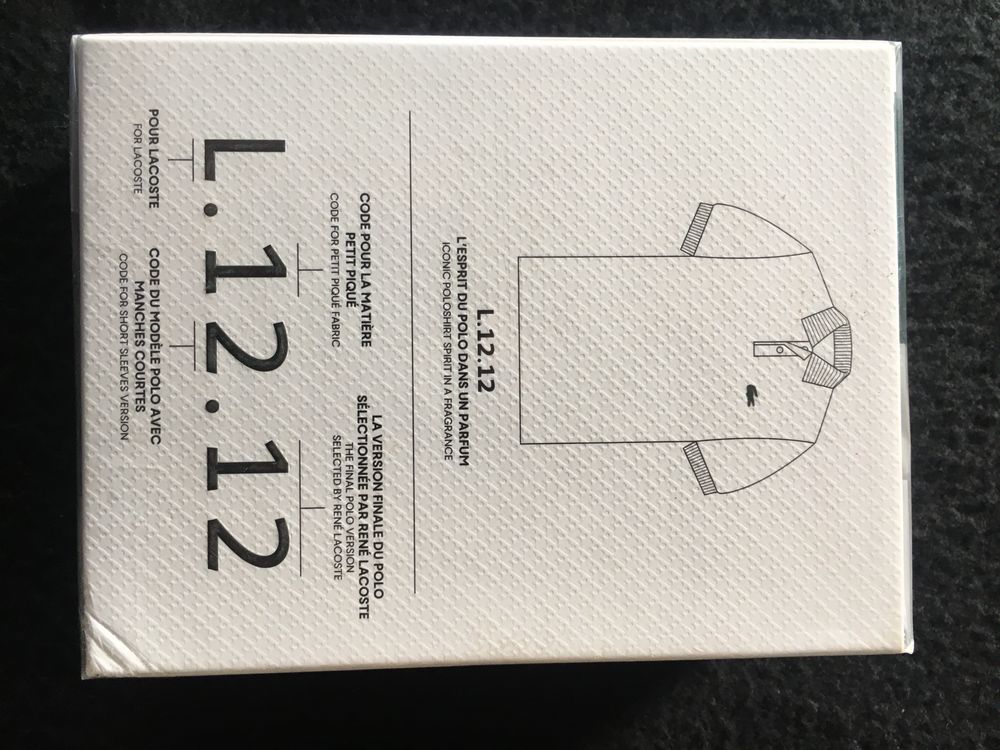 L.12.12
L'ESPRIT DU POLO DANS UN PARFUM
ICONIC POLOSHIRT SPIRIT IN A FRAGRANCE
CODE POUR LA MATIÈRE
PETIT PIQUÉ
CODE FOR PETIT PIQUÉ FABRIC
LA VERSION FINALE DU POLO
SÉLECTIONNÉE PAR RENÉ LACOSTE
THE FINAL POLO VERSION
SELECTED BY RENÉ LACOSTE
L.12.12
POUR LACOSTE
FOR LACOSTE
CODE DU MODÈLE POLO AVEC
MANCHES COURTES
CODE FOR SHORT SLEEVES VERSION